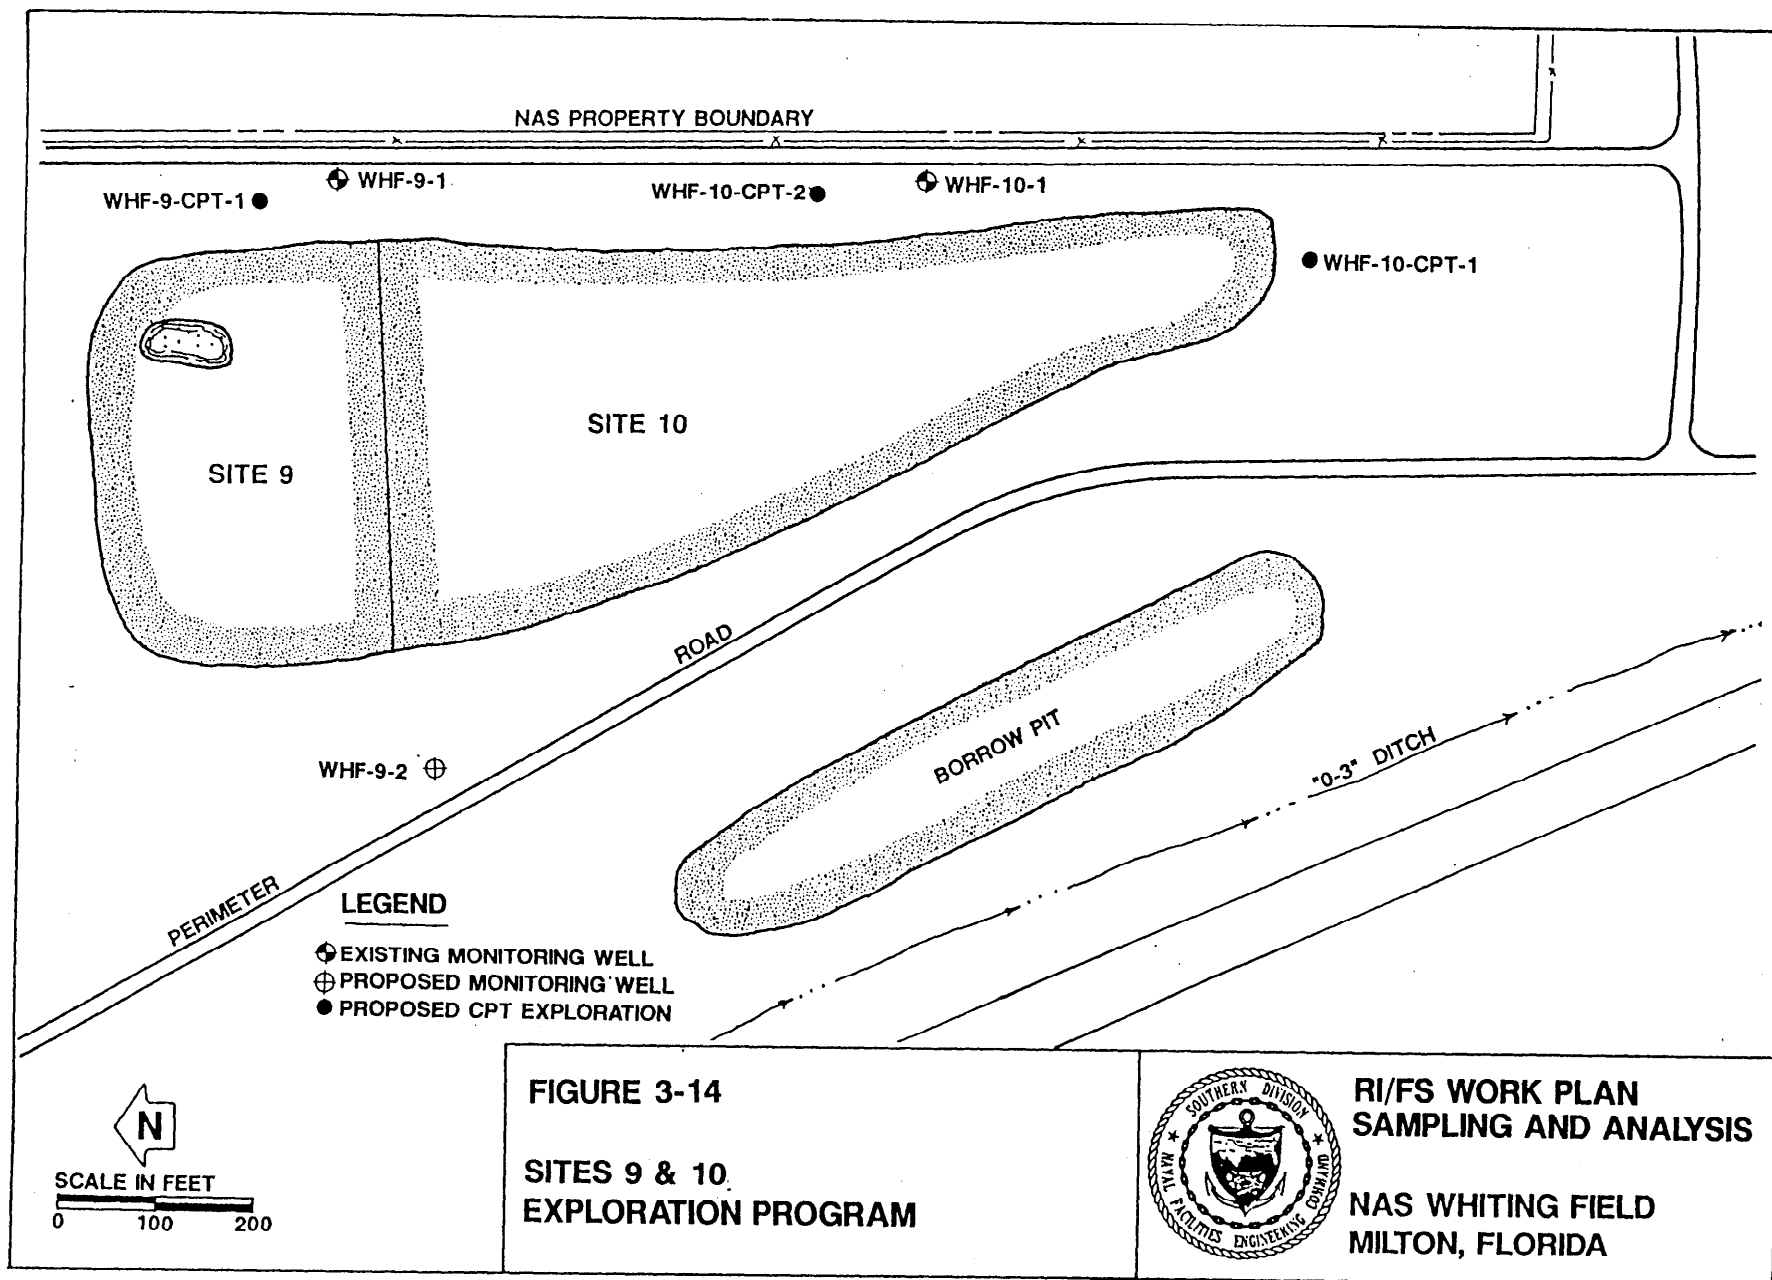 NAS PROPERTY BOUNDARY
WHF-9-1
WHF-9-CPT-1
WHF-10-CPT-2
WHF-10-1
WHF-10-CPT-1
SITE 10
SITE 9
ROAD
BORROW PIT
"0-3" DITCH
WHF-9-2
PERIMETER
LEGEND
EXISTING MONITORING WELL
PROPOSED MONITORING WELL
PROPOSED CPT EXPLORATION
N
SCALE IN FEET
0 100 200
FIGURE 3-14
SITES 9 & 10
EXPLORATION PROGRAM
SOUTHERN DIVISION
NAVAL FACILITIES ENGINEERING COMMAND
RI/FS WORK PLAN
SAMPLING AND ANALYSIS
NAS WHITING FIELD
MILTON, FLORIDA